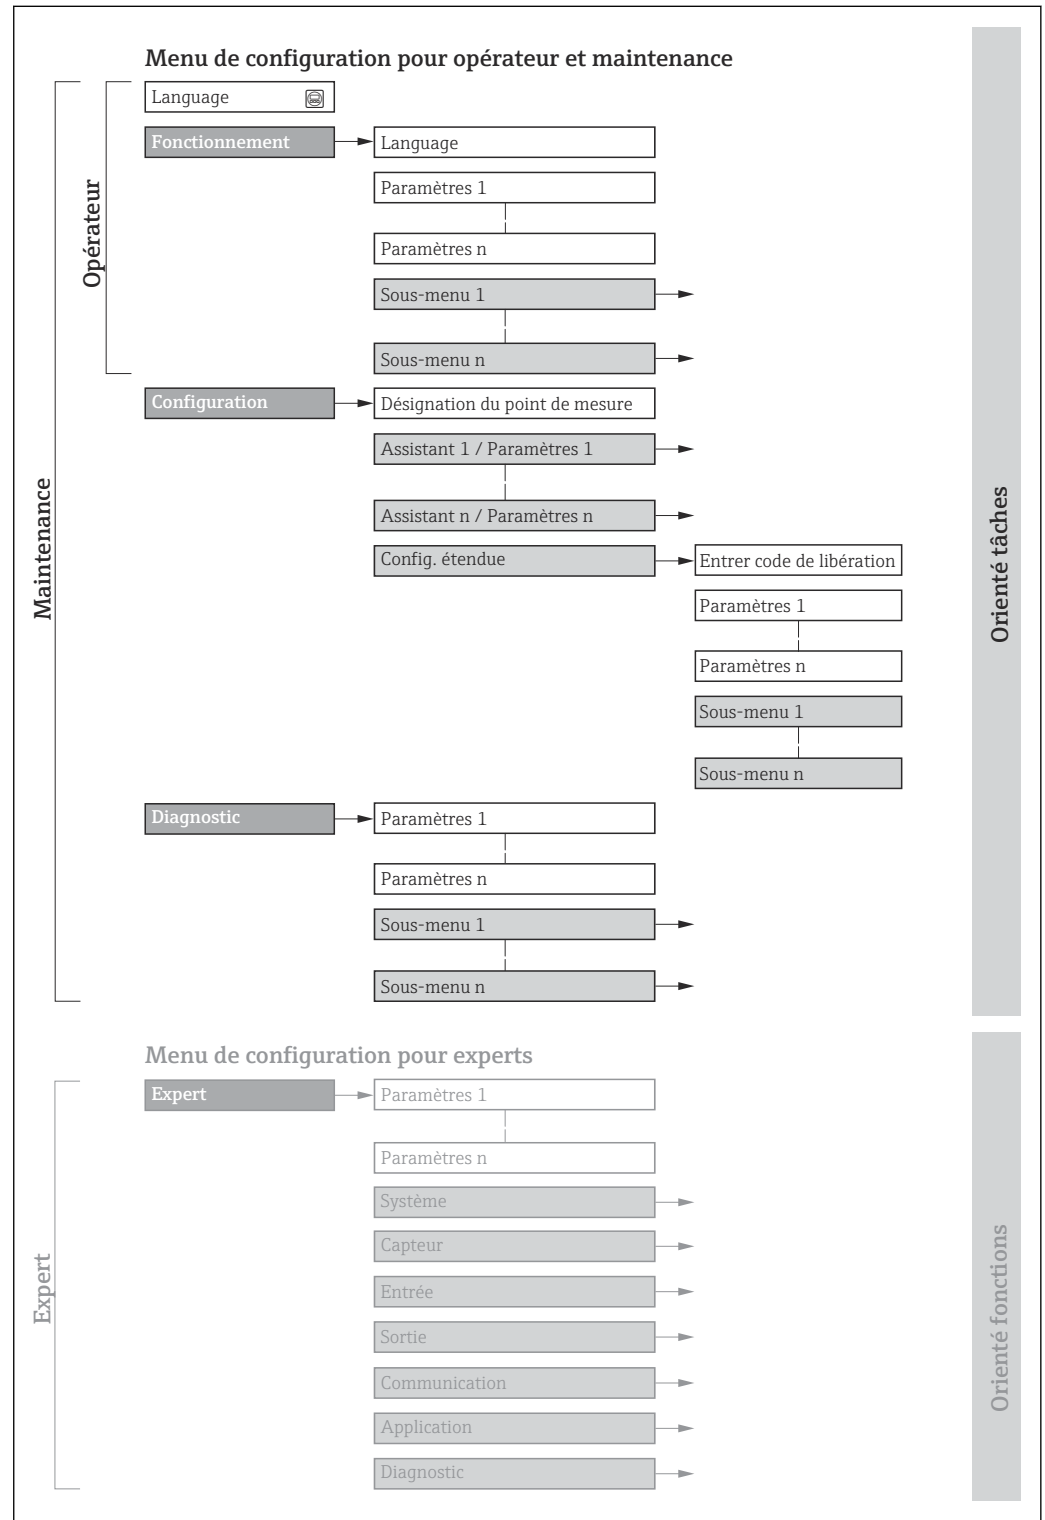 Menu de configuration pour opérateur et maintenance
Language
Fonctionnement
Language
Paramètres 1
Paramètres n
Sous-menu 1
Sous-menu n
Opérateur
Configuration
Désignation du point de mesure
Assistant 1 / Paramètres 1
Assistant n / Paramètres n
Config. étendue
Entrer code de libération
Paramètres 1
Paramètres n
Sous-menu 1
Sous-menu n
Maintenance
Orienté tâches
Diagnostic
Paramètres 1
Paramètres n
Sous-menu 1
Sous-menu n
Menu de configuration pour experts
Expert
Paramètres 1
Paramètres n
Système
Capteur
Entrée
Sortie
Communication
Application
Diagnostic
Expert
Orienté fonctions